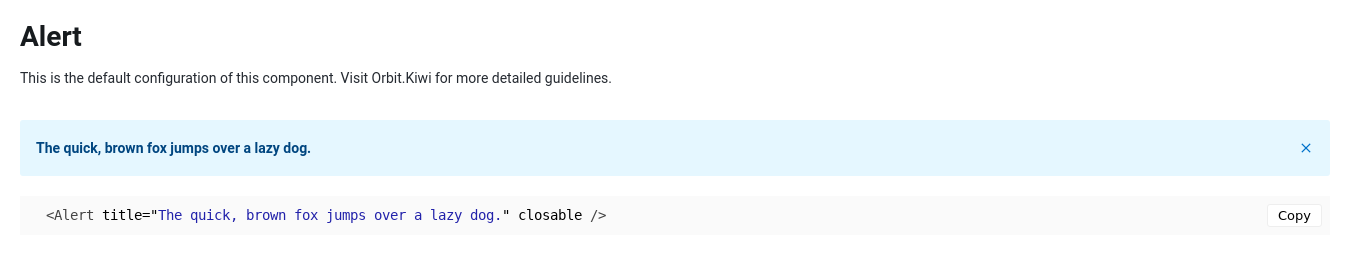 Alert
This is the default configuration of this component. Visit Orbit.Kiwi for more detailed guidelines.
The quick, brown fox jumps over a lazy dog.
<Alert title="The quick, brown fox jumps over a lazy dog." closable />
Copy